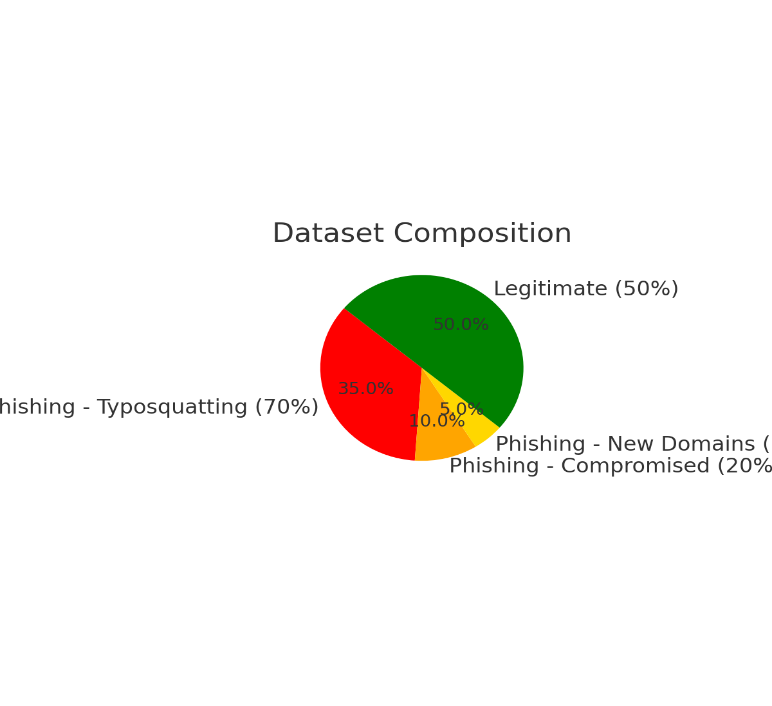 Dataset Composition
Legitimate (50%)
50.0%
35.0%
hishing - Typosquatting (70%)
5.0%
10.0%
Phishing - New Domains (
Phishing - Compromised (20%